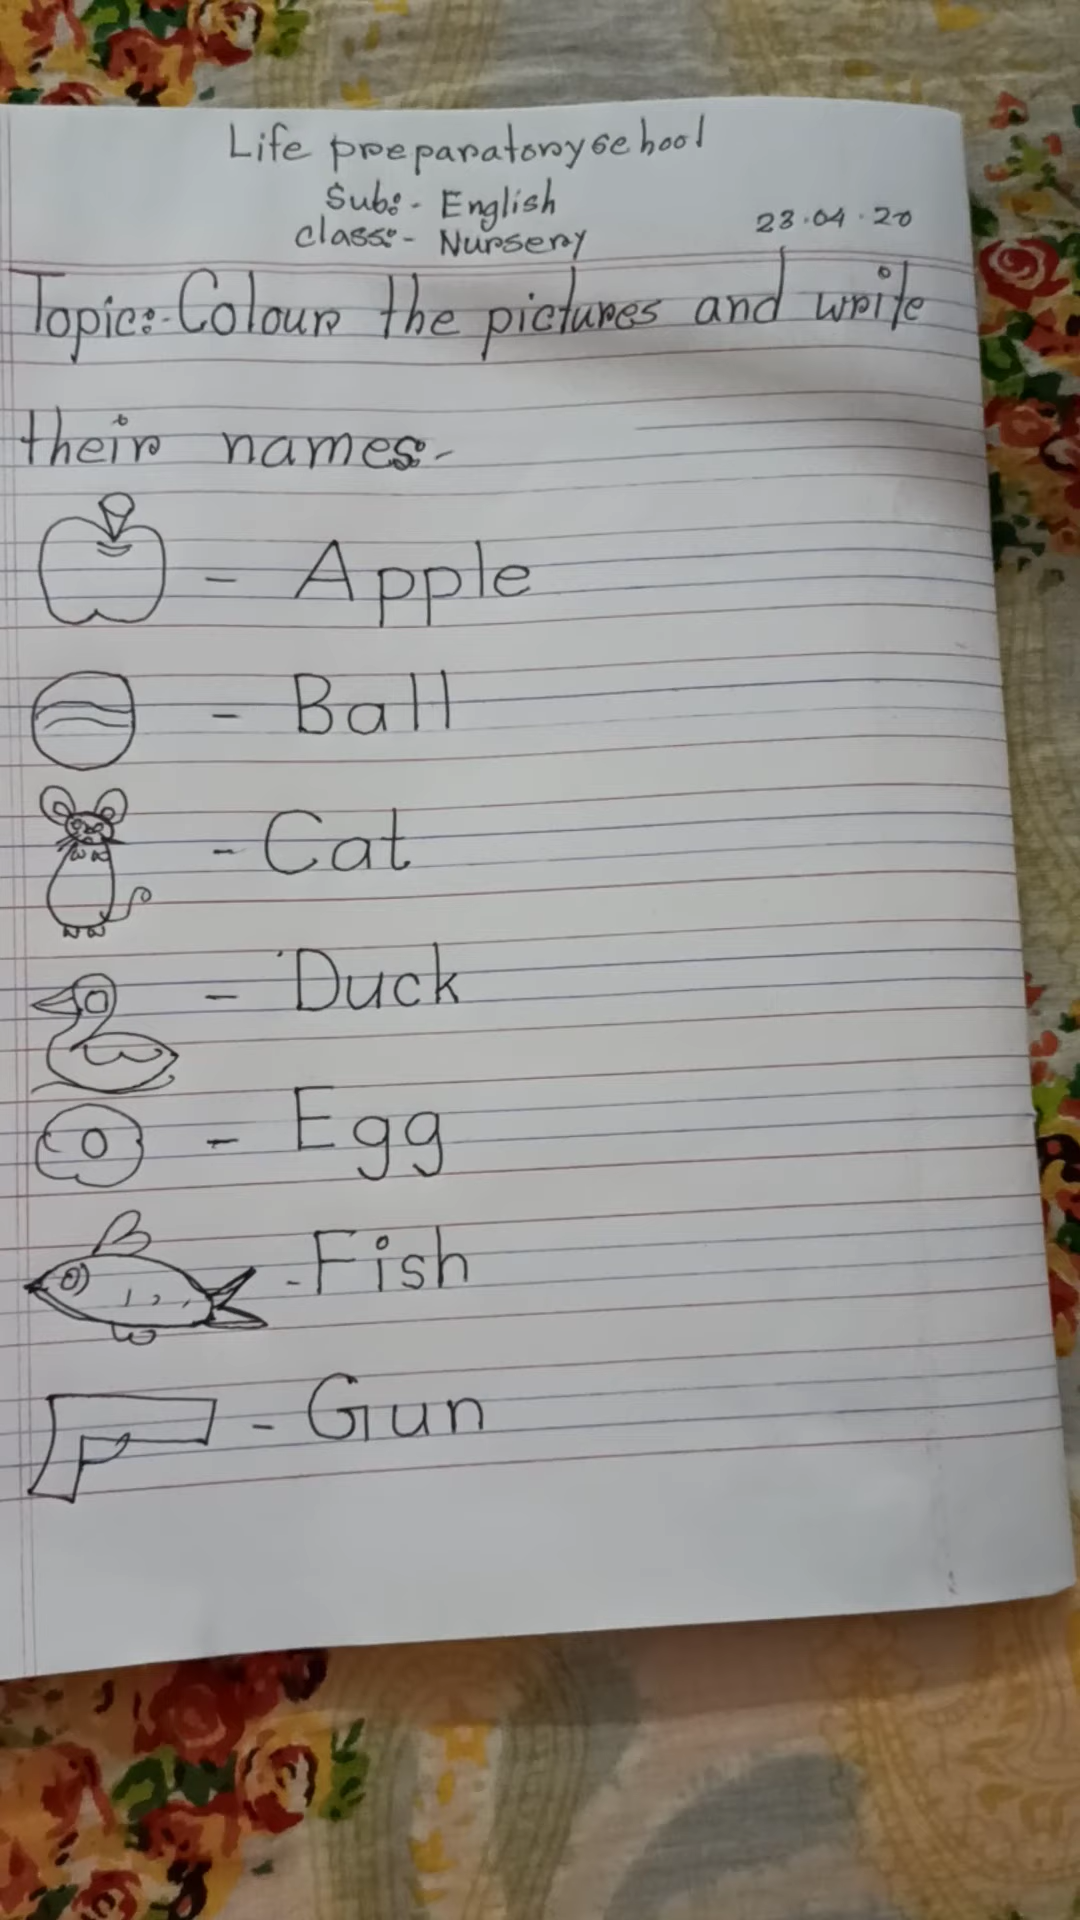 Life preparatory school
Sub:- English
class:- Nursery
23.04.20
Topic:- Colour the pictures and write
their names:-
- Apple
- Ball
- Cat
- Duck
- Egg
- Fish
- Gun